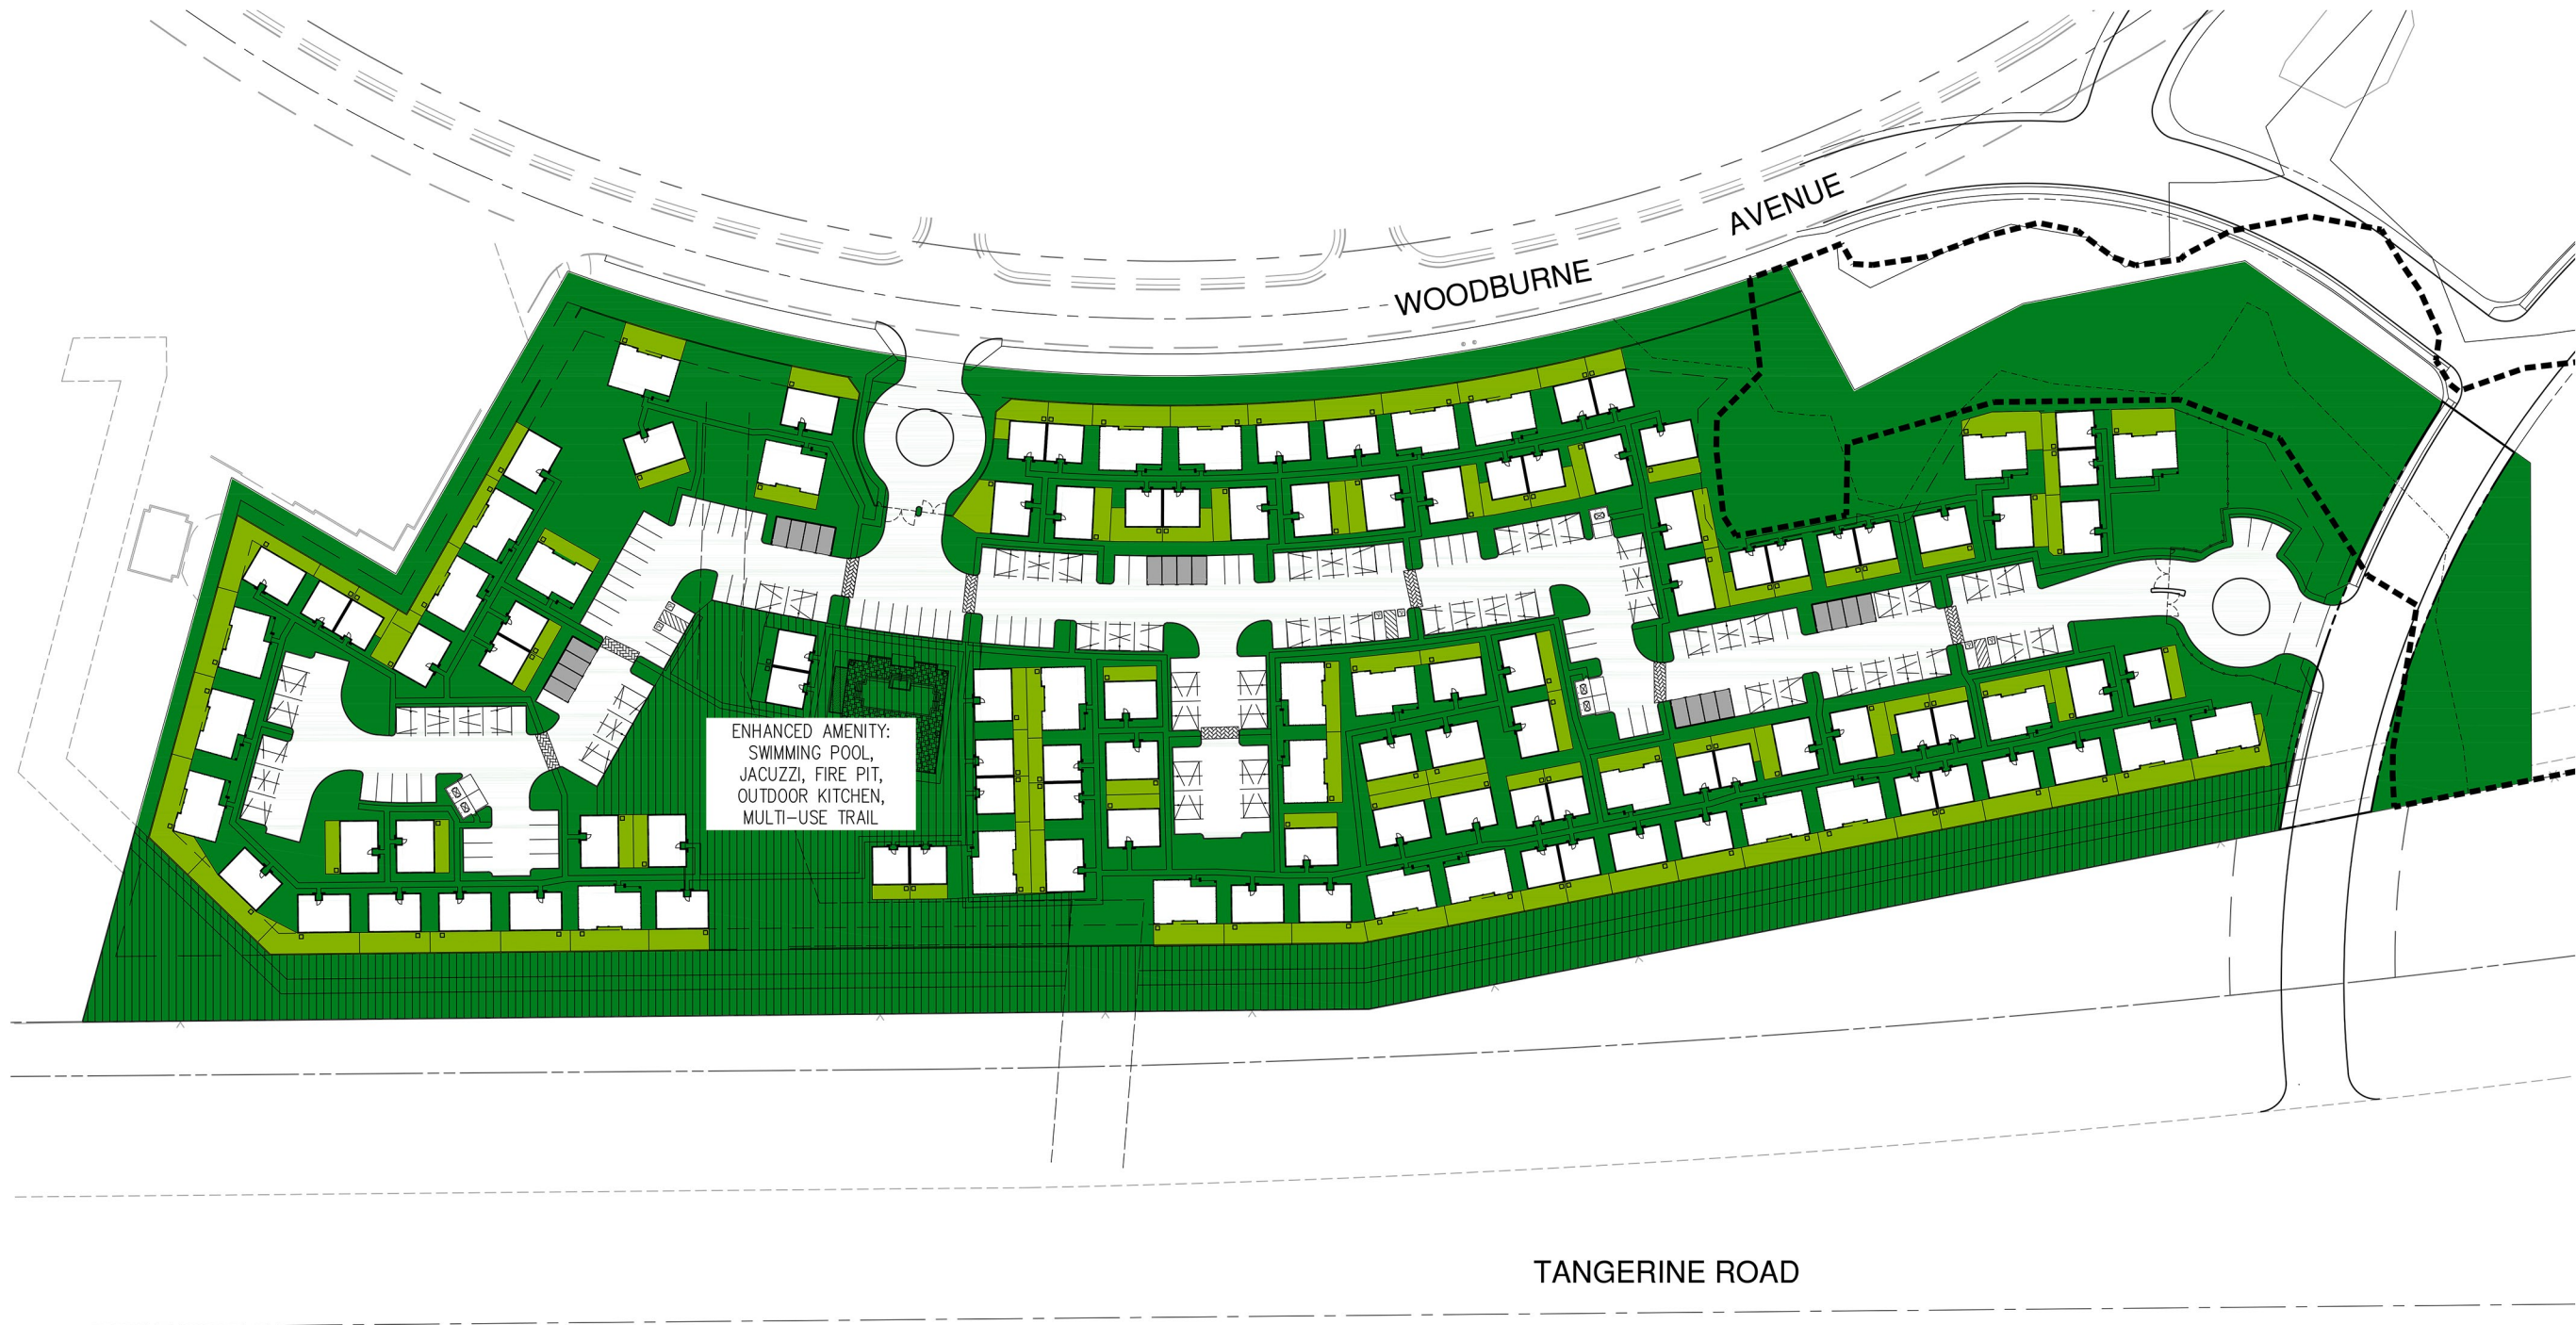 AVENUE
WOODBURNE
ENHANCED AMENITY:
SWIMMING POOL,
JACUZZI, FIRE PIT,
OUTDOOR KITCHEN,
MULTI-USE TRAIL
TANGERINE ROAD